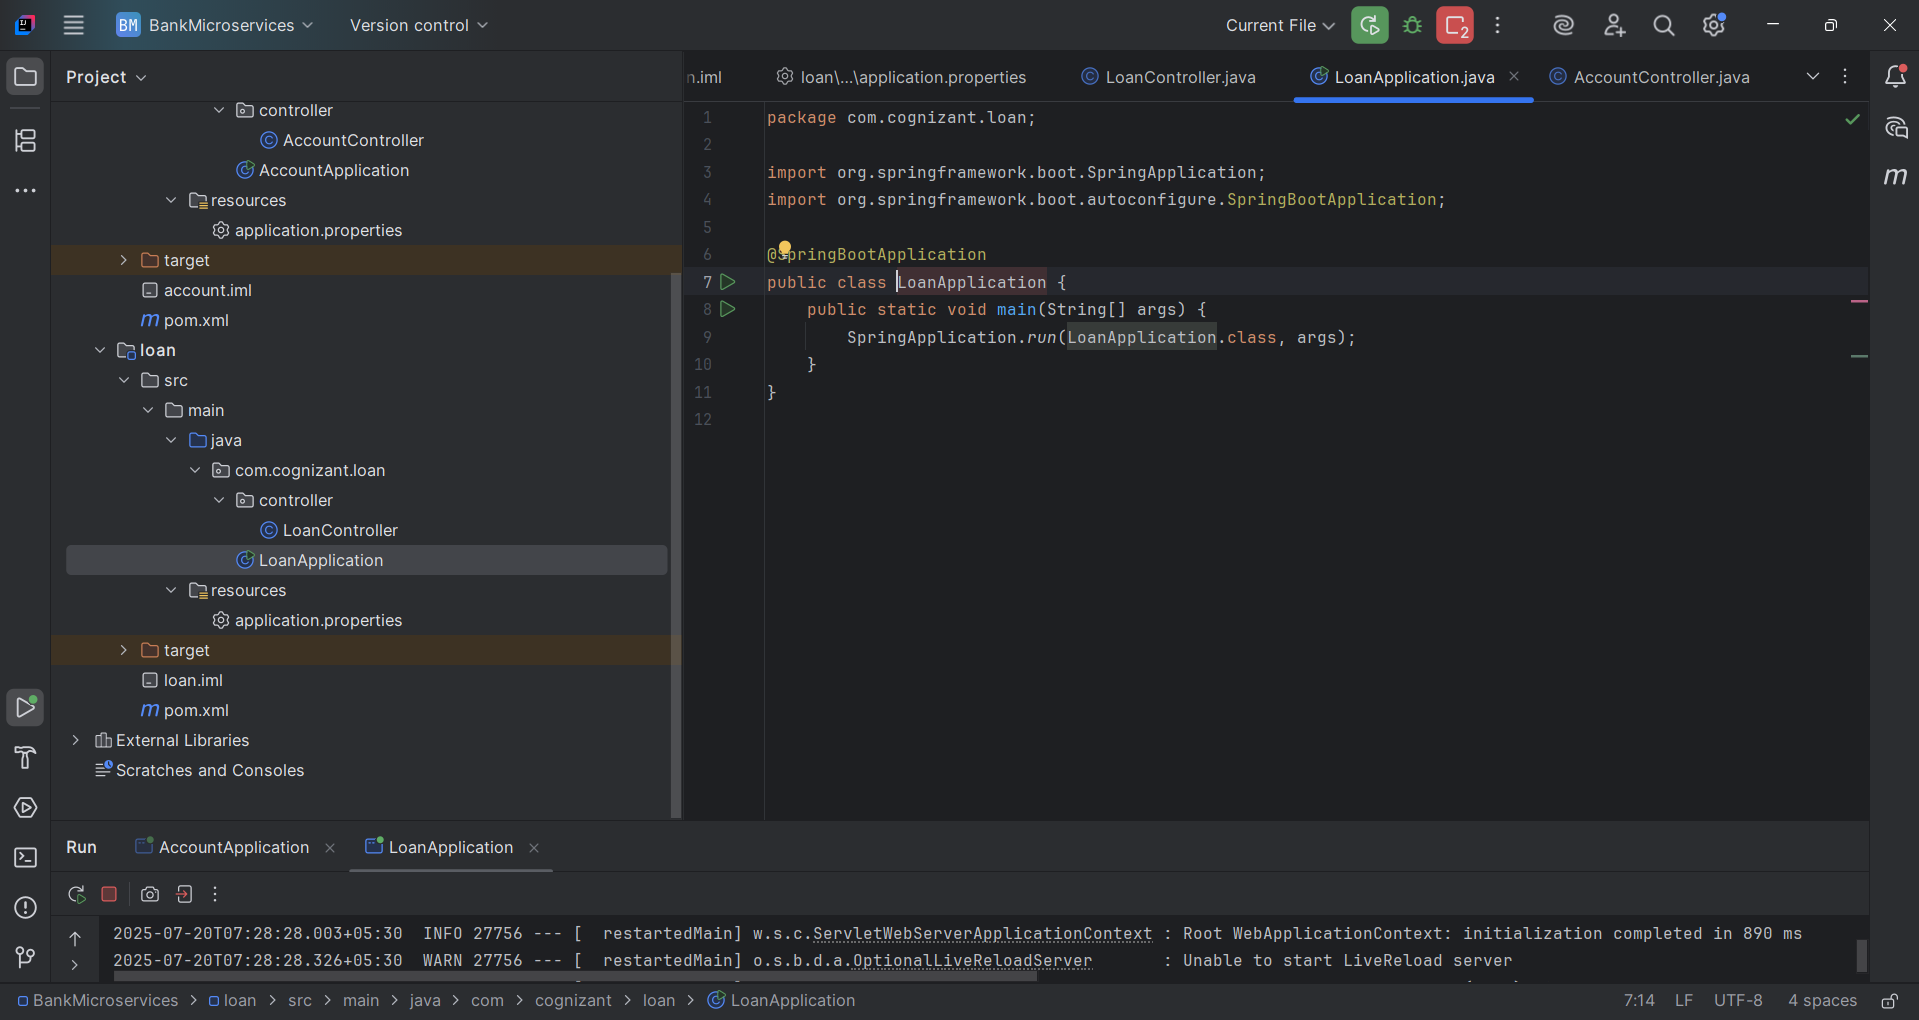 BM BankMicroservices Version control Current File 2
Project
n.iml loan\...\application.properties LoanController.java LoanApplication.java AccountController.java
controller
AccountController
AccountApplication
resources
application.properties
target
account.iml
m pom.xml
loan
src
main
java
com.cognizant.loan
controller
LoanController
LoanApplication
resources
application.properties
target
loan.iml
m pom.xml
External Libraries
Scratches and Consoles
1 package com.cognizant.loan;
2
3 import org.springframework.boot.SpringApplication;
4 import org.springframework.boot.autoconfigure.SpringBootApplication;
5
6 @SpringBootApplication
7 public class LoanApplication {
8 public static void main(String[] args) {
9 SpringApplication.run(LoanApplication.class, args);
10 }
11 }
12
m
Run AccountApplication LoanApplication
2025-07-20T07:28:28.003+05:30 INFO 27756 --- [ restartedMain] w.s.c.ServletWebServerApplicationContext : Root WebApplicationContext: initialization completed in 890 ms
2025-07-20T07:28:28.326+05:30 WARN 27756 --- [ restartedMain] o.s.b.d.a.OptionalLiveReloadServer : Unable to start LiveReload server
BankMicroservices > loan > src > main > java > com > cognizant > loan > LoanApplication 7:14 LF UTF-8 4 spaces